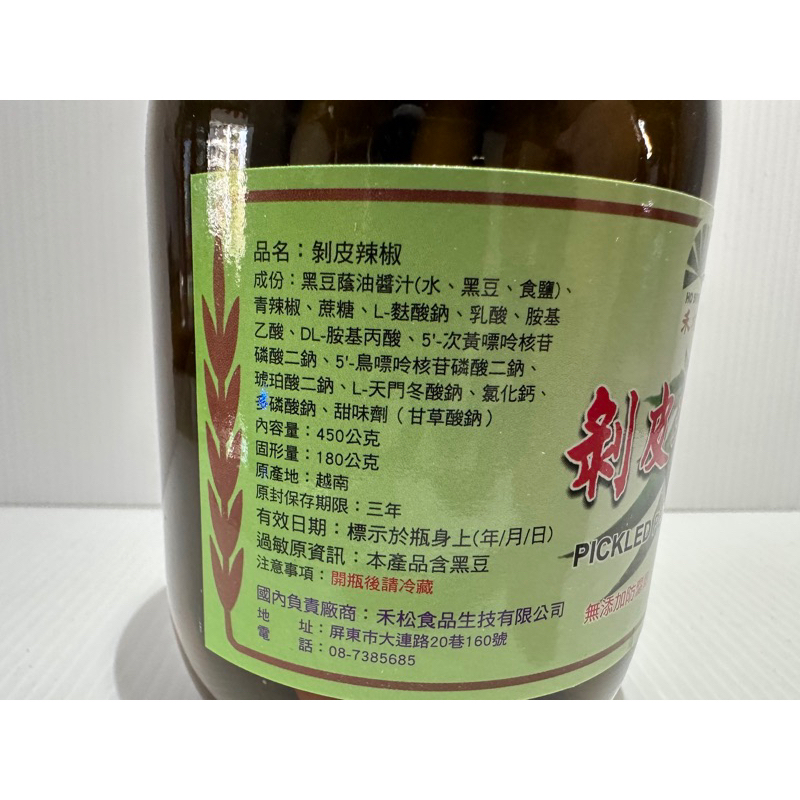 品名：剝皮辣椒
成份：黑豆蔭油醬汁(水、黑豆、食鹽)、
青辣椒、蔗糖、L-麩酸鈉、乳酸、胺基
乙酸、DL-胺基丙酸、5'-次黃嘌呤核苷
磷酸二鈉、5'-鳥嘌呤核苷磷酸二鈉、
琥珀酸二鈉、L-天門冬酸鈉、氯化鈣、
多磷酸鈉、甜味劑（甘草酸鈉）
內容量：450公克
固形量：180公克
原產地：越南
原封保存期限：三年
有效日期：標示於瓶身上(年/月/日)
過敏原資訊：本產品含黑豆
注意事項：開瓶後請冷藏
國內負責廠商：禾松食品生技有限公司
地　址：屏東市大連路20巷160號
電　話：08-7385685
HO
禾
剝皮
PICKLED
無添加防